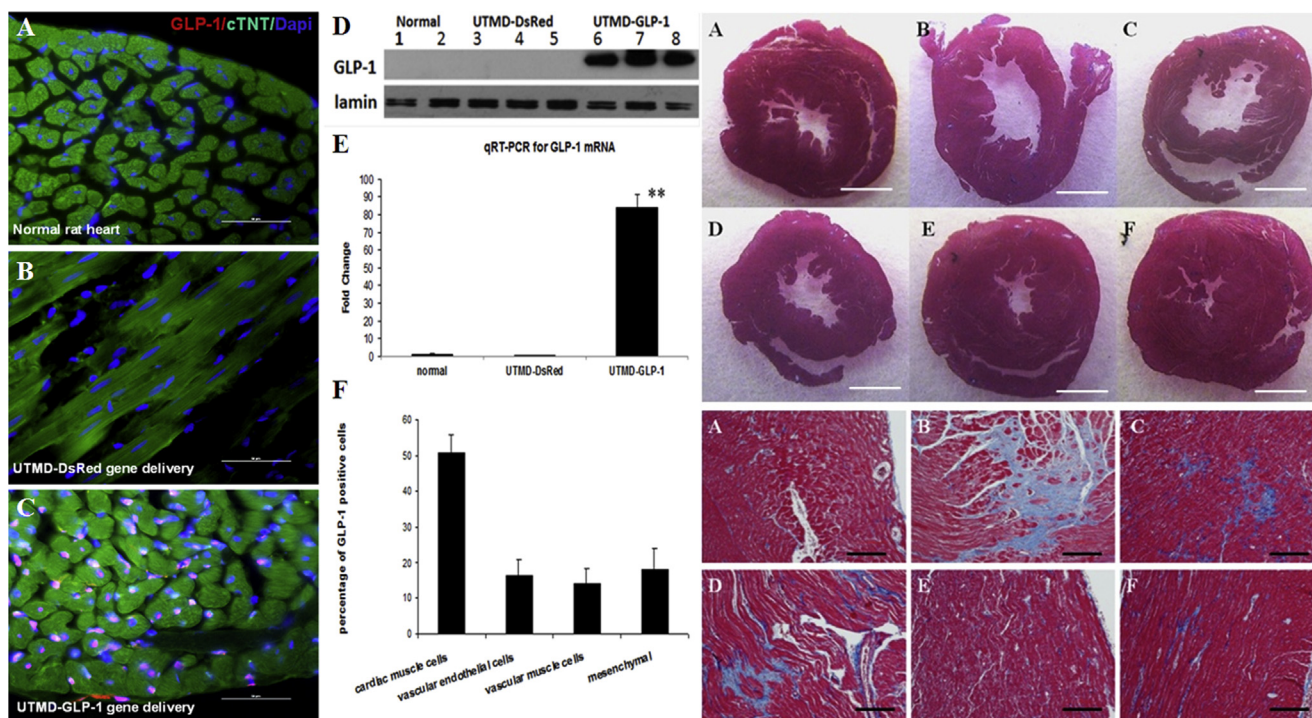 A
GLP-1/cTNT/Dapi
Normal rat heart
B
UTMD-DsRed gene delivery
C
UTMD-GLP-1 gene delivery
D
Normal UTMD-DsRed UTMD-GLP-1
1 2 3 4 5 6 7 8
GLP-1
lamin
E
qRT-PCR for GLP-1 mRNA
Fold Change
100
90
80
70
60
50
40
30
20
10
0
**
normal UTMD-DsRed UTMD-GLP-1
F
percentage of GLP-1 positive cells
60
50
40
30
20
10
0
cardiac muscle cells
vascular endothelial cells
vascular muscle cells
mesenchymal
A B C
D E F
A B C
D E F